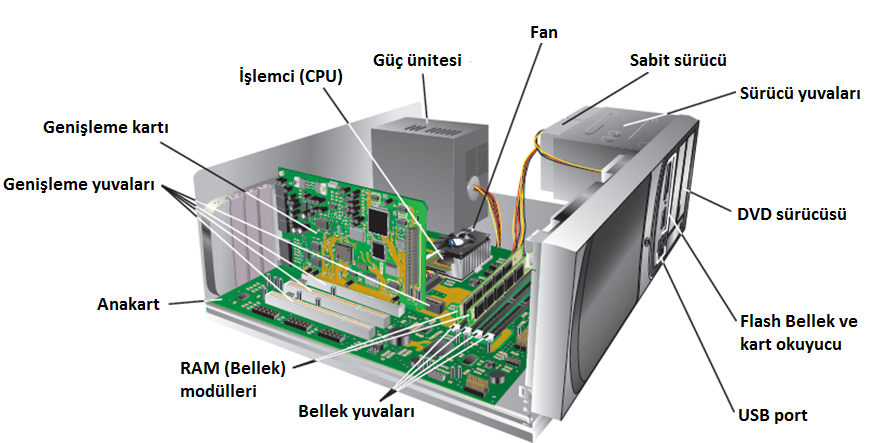 Fan
Güç ünitesi
Sabit sürücü
İşlemci (CPU)
Sürücü yuvaları
Genişleme kartı
Genişleme yuvaları
DVD sürücüsü
Anakart
Flash Bellek ve
kart okuyucu
RAM (Bellek)
modülleri
Bellek yuvaları
USB port